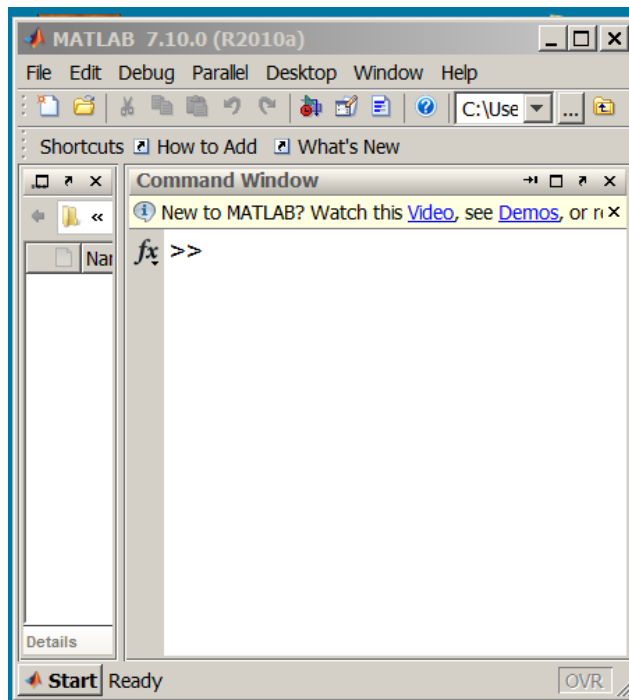 MATLAB 7.10.0 (R2010a)
File Edit Debug Parallel Desktop Window Help
C:\Use ...
Shortcuts How to Add What's New
Command Window
« New to MATLAB? Watch this Video, see Demos, or r
Nar
fx >>
Details
Start Ready OVR